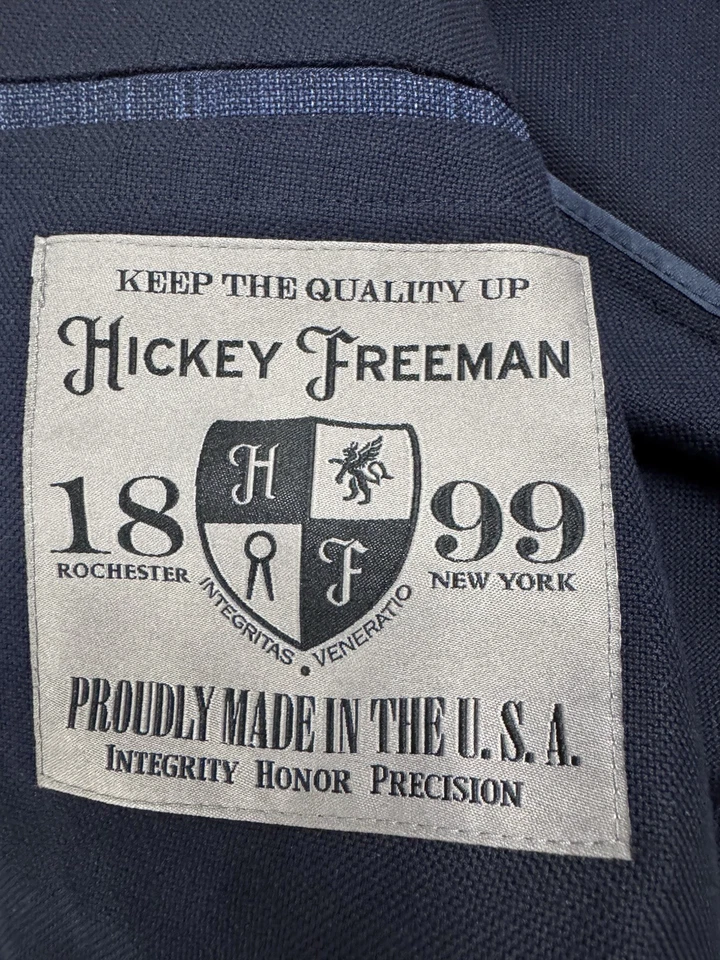 KEEP THE QUALITY UP
HICKEY FREEMAN
18 99
ROCHESTER NEW YORK
H
F
INTEGRITAS • VENERATIO
PROUDLY MADE IN THE U.S.A.
INTEGRITY HONOR PRECISION